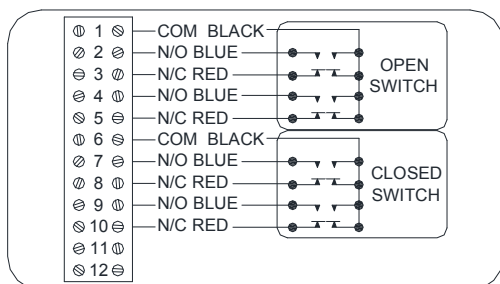 1 COM BLACK
2 N/O BLUE
3 N/C RED
4 N/O BLUE
5 N/C RED
6 COM BLACK
7 N/O BLUE
8 N/C RED
9 N/O BLUE
10 N/C RED
11
12
OPEN
SWITCH
CLOSED
SWITCH